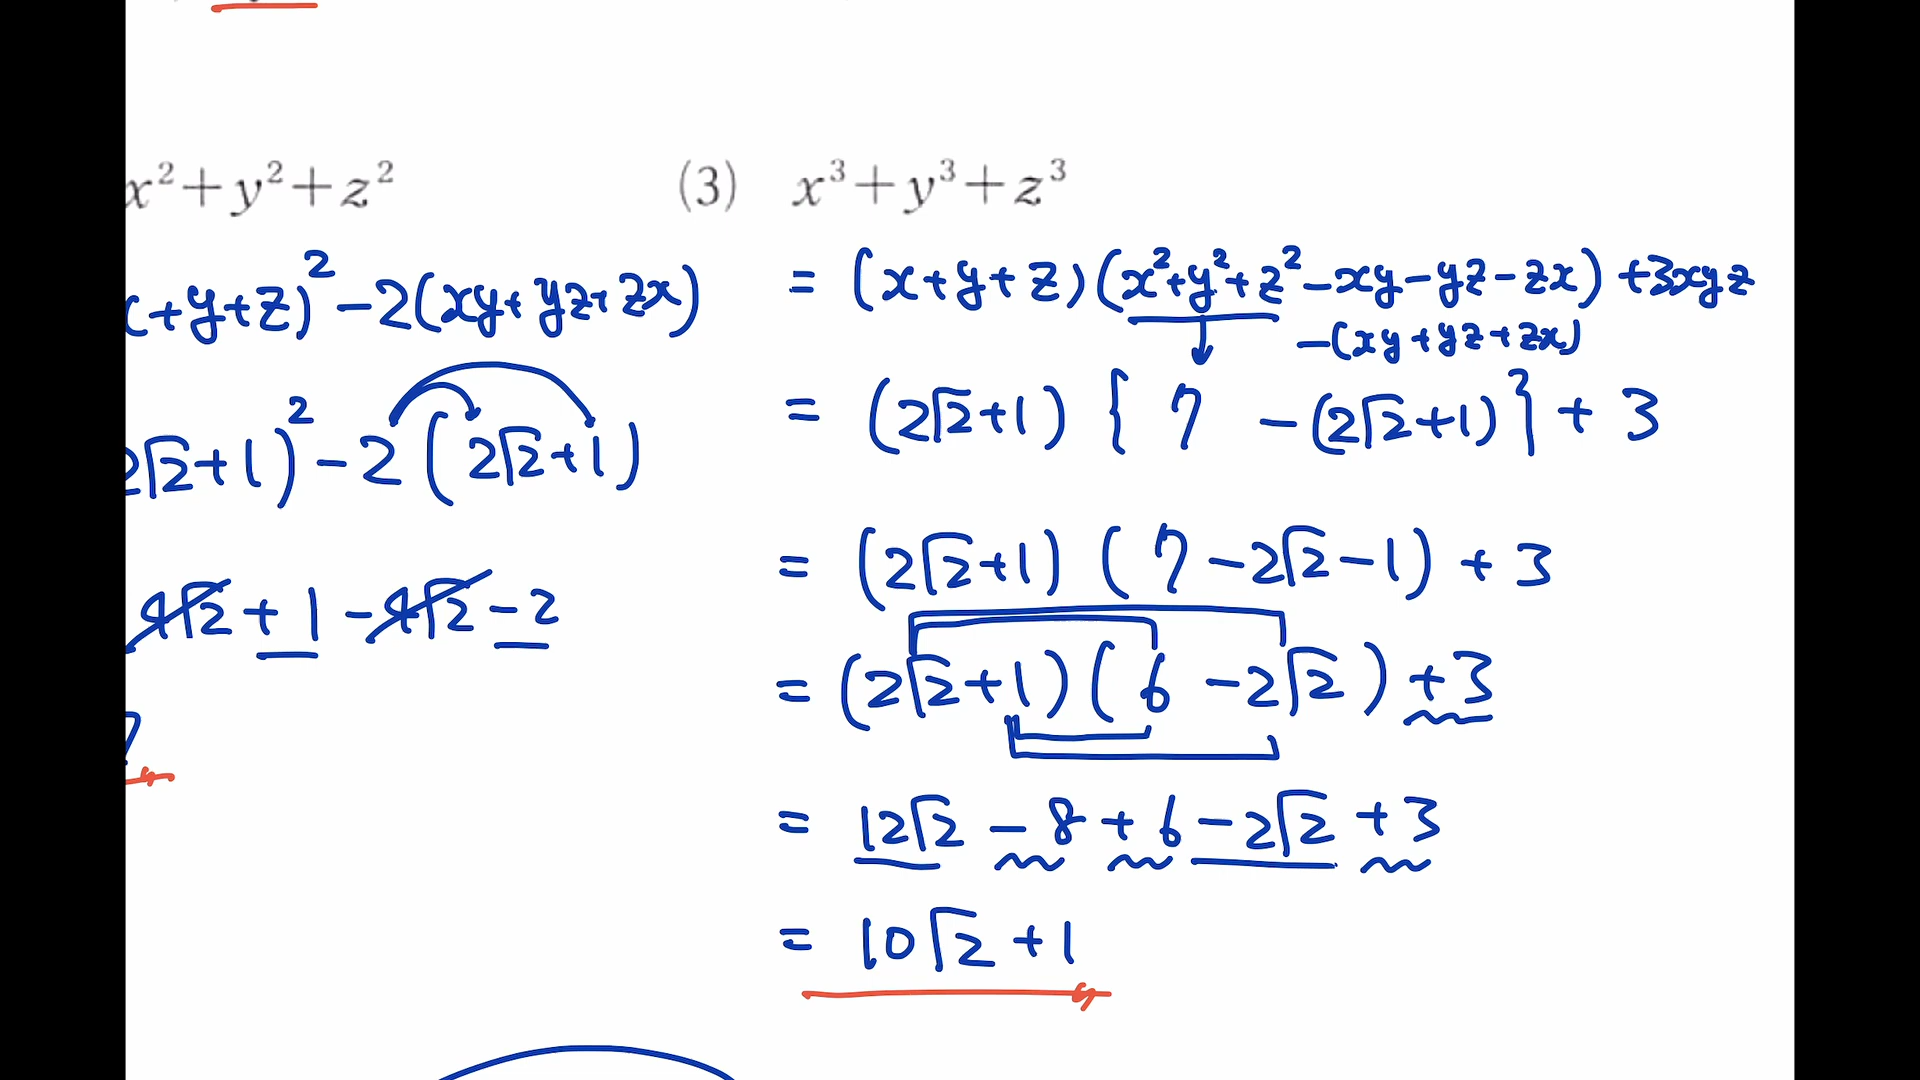 x²+y²+z²
x+y+z)²-2(xy+yz+zx)
2√2+1)²-2(2√2+1)
4√2+1-4√2-2
7
(3) x³+y³+z³
= (x+y+z)(x²+y²+z²-xy-yz-zx)+3xyz
-(xy+yz+zx)
= (2√2+1){7 -(2√2+1)}+3
= (2√2+1)(7-2√2-1)+3
= (2√2+1)(6-2√2)+3
= 12√2-8+6-2√2+3
= 10√2+1